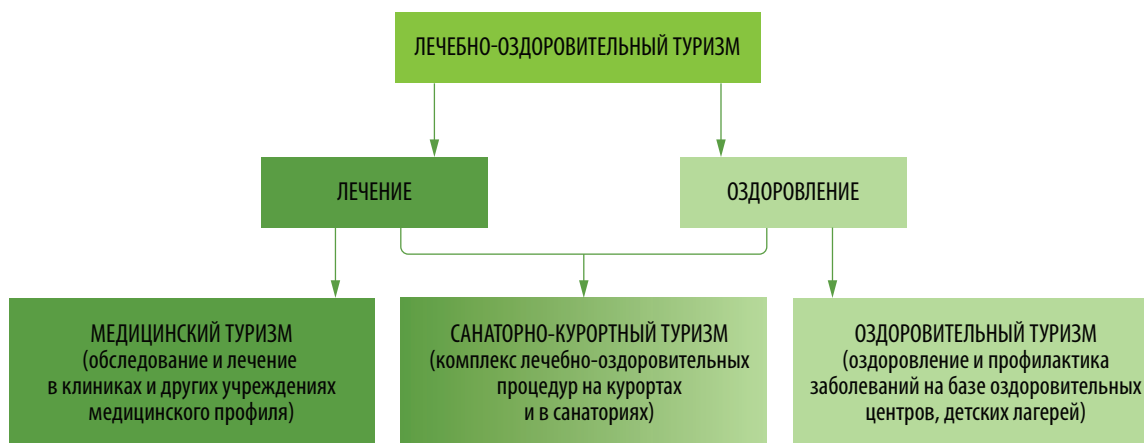 ЛЕЧЕБНО-ОЗДОРОВИТЕЛЬНЫЙ ТУРИЗМ
ЛЕЧЕНИЕ
ОЗДОРОВЛЕНИЕ
МЕДИЦИНСКИЙ ТУРИЗМ
(обследование и лечение
в клиниках и других учреждениях
медицинского профиля)
САНАТОРНО-КУРОРТНЫЙ ТУРИЗМ
(комплекс лечебно-оздоровительных
процедур на курортах
и в санаториях)
ОЗДОРОВИТЕЛЬНЫЙ ТУРИЗМ
(оздоровление и профилактика
заболеваний на базе оздоровительных
центров, детских лагерей)